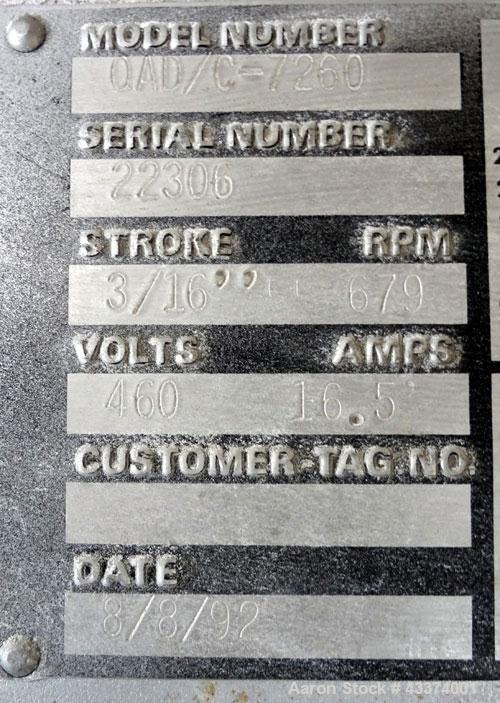 MODEL NUMBER
QAD/C-7260
SERIAL NUMBER
22306
STROKE RPM
3/16’’ 679
VOLTS AMPS
460 16.5
CUSTOMER TAG NO.
DATE
8/8/92
Aaron Stock # 43374001